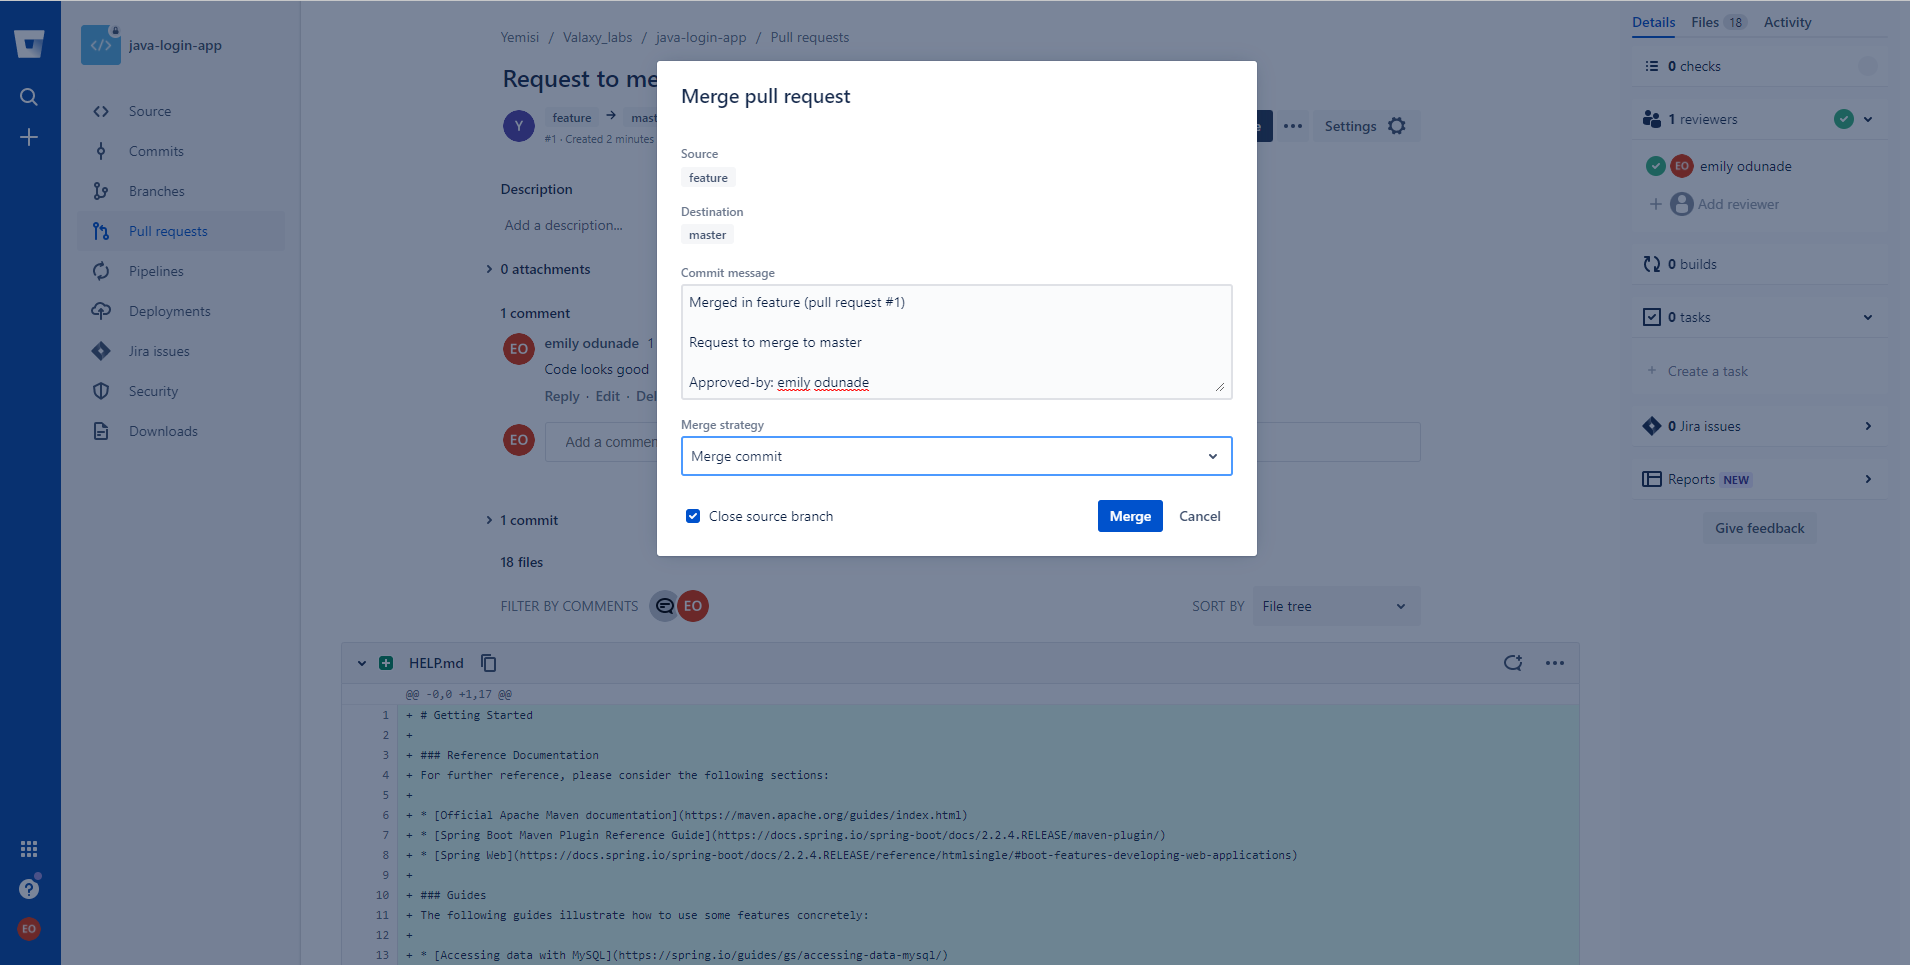 java-login-app
Source
Commits
Branches
Pull requests
Pipelines
Deployments
Jira issues
Security
Downloads
EO
Yemisi / Valaxy_labs / java-login-app / Pull requests
Request to me
Y
feature → mast
#1 · Created 2 minutes
Settings
Description
Add a description...
0 attachments
1 comment
EO
emily odunade 1
Code looks good
Reply · Edit · Del
EO
Add a commen
1 commit
18 files
FILTER BY COMMENTS EO
SORT BY File tree
Merge pull request
Source
feature
Destination
master
Commit message
Merged in feature (pull request #1)
Request to merge to master
Approved-by: emily odunade
Merge strategy
Merge commit
Close source branch
Merge
Cancel
HELP.md
@@ -0,0 +1,17 @@
1 + # Getting Started
2 +
3 + ### Reference Documentation
4 + For further reference, please consider the following sections:
5 +
6 + * [Official Apache Maven documentation](https://maven.apache.org/guides/index.html)
7 + * [Spring Boot Maven Plugin Reference Guide](https://docs.spring.io/spring-boot/docs/2.2.4.RELEASE/maven-plugin/)
8 + * [Spring Web](https://docs.spring.io/spring-boot/docs/2.2.4.RELEASE/reference/htmlsingle/#boot-features-developing-web-applications)
9 +
10 + ### Guides
11 + The following guides illustrate how to use some features concretely:
12 +
13 + * [Accessing data with MySQL](https://spring.io/guides/gs/accessing-data-mysql/)
Details Files 18 Activity
0 checks
1 reviewers
EO emily odunade
Add reviewer
0 builds
0 tasks
+ Create a task
0 Jira issues
Reports NEW
Give feedback